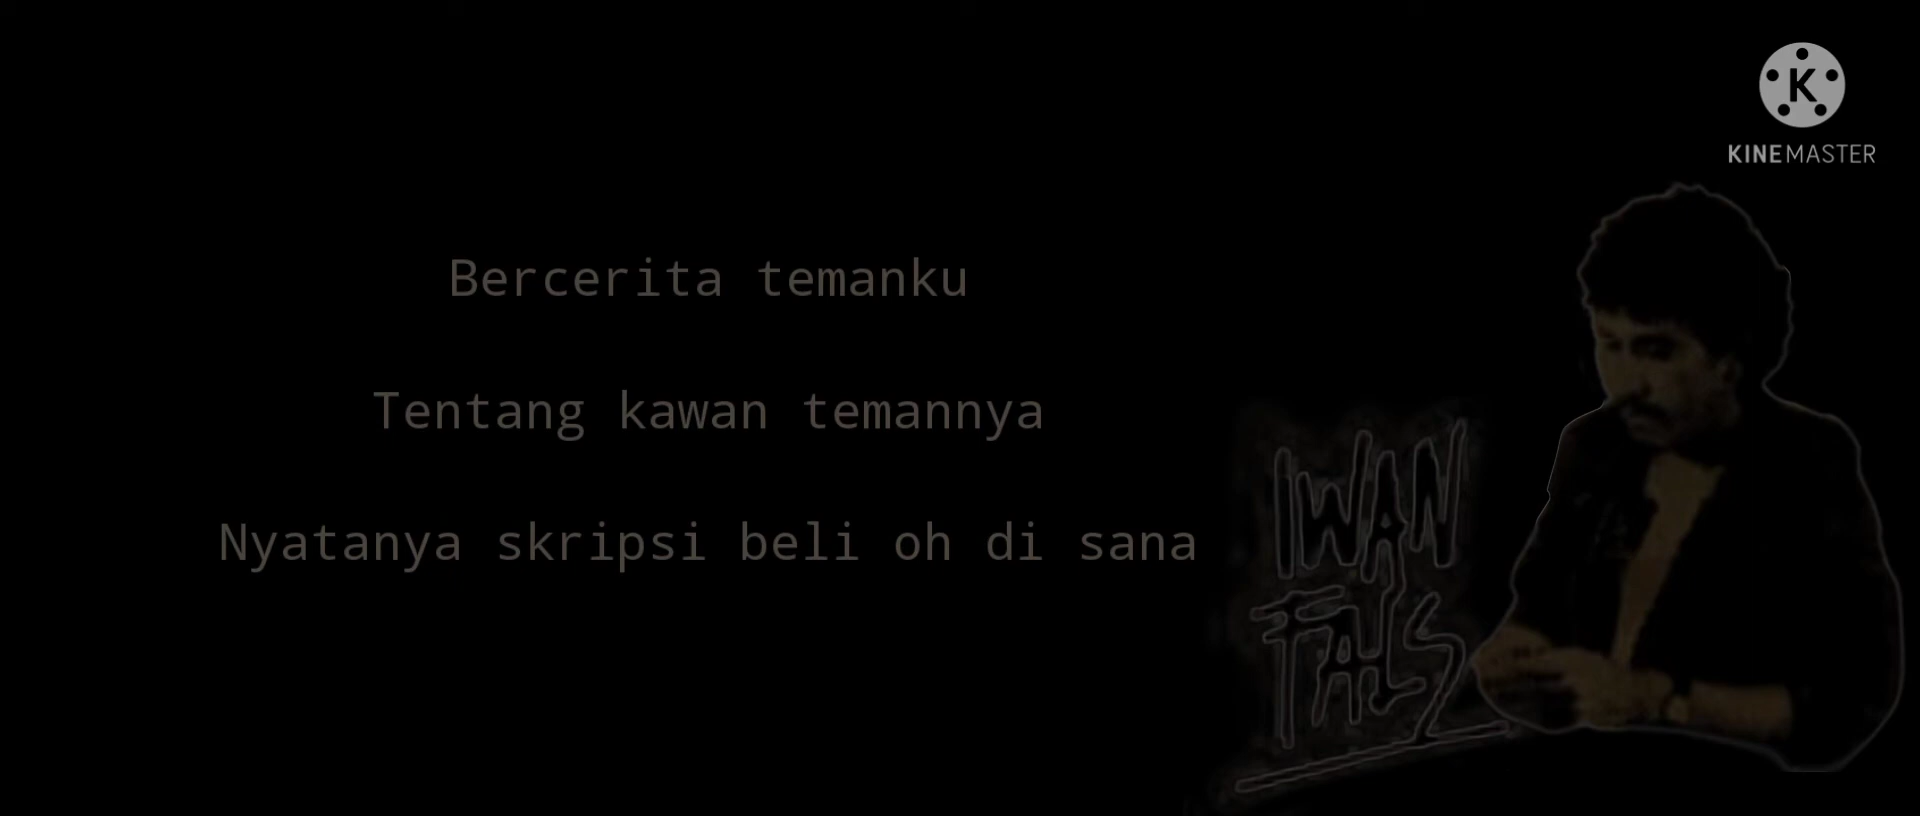 K
KINEMASTER
Bercerita temanku
Tentang kawan temannya
Nyatanya skripsi beli oh di sana
IWAN
FALS